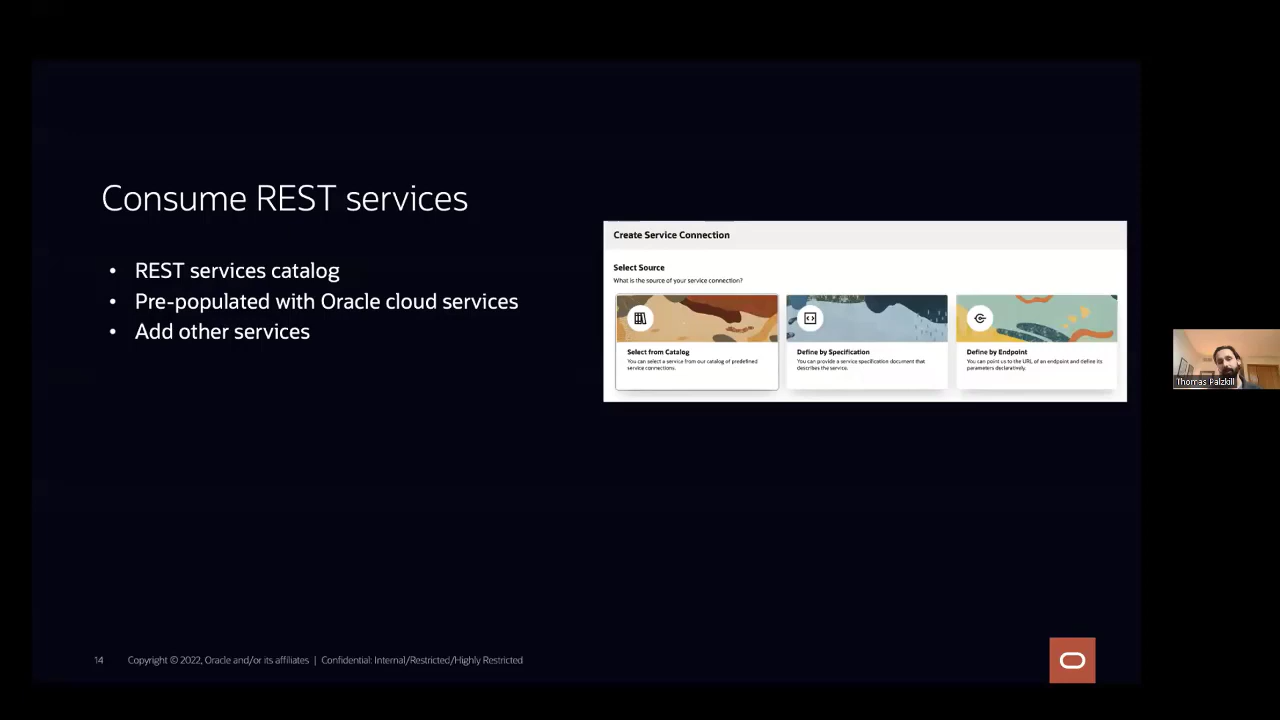 Consume REST services
• REST services catalog
• Pre-populated with Oracle cloud services
• Add other services
Create Service Connection
Select Source
What is the source of your service connection?
Select from Catalog
You can select a service from our catalog of predefined
service connections.
Define by Specification
You can provide a service specification document that
describes the service.
Define by Endpoint
You can point us to the URL of an endpoint and define its
parameters declaratively.
Thomas Palzkill
14 Copyright © 2022, Oracle and/or its affiliates | Confidential: Internal/Restricted/Highly Restricted